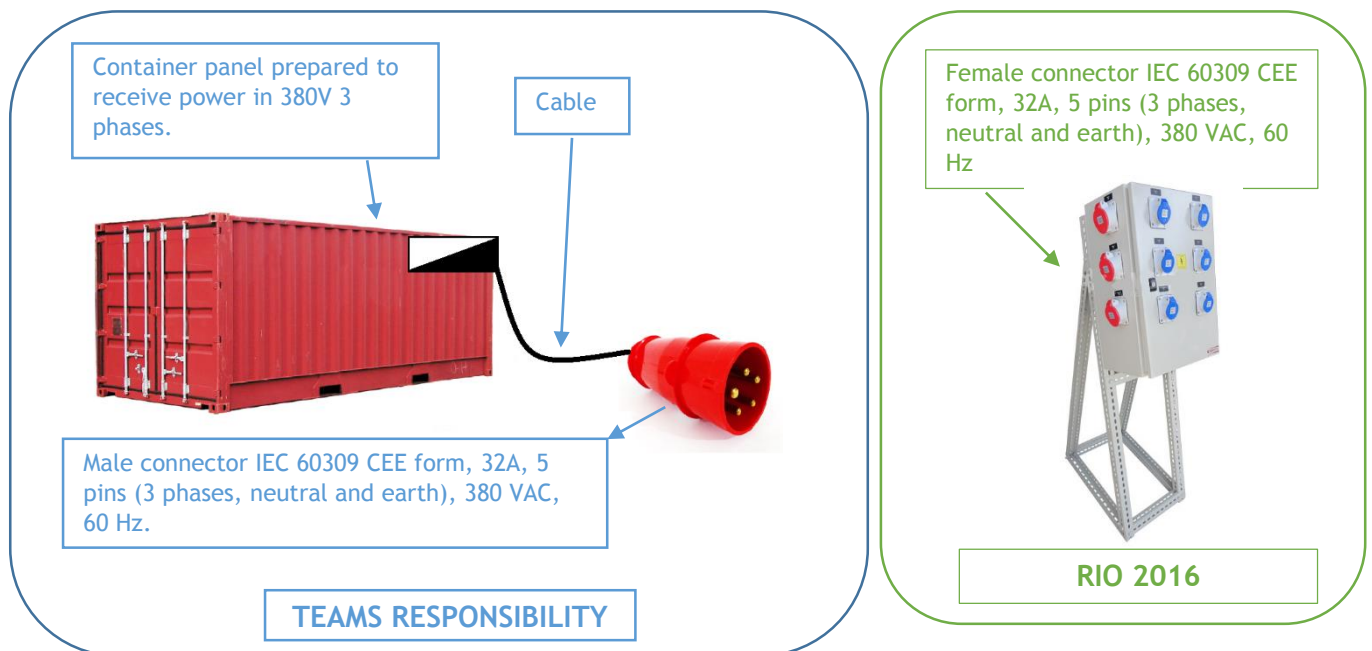 Container panel prepared to
receive power in 380V 3
phases.
Cable
Male connector IEC 60309 CEE form, 32A, 5
pins (3 phases, neutral and earth), 380 VAC,
60 Hz.
TEAMS RESPONSIBILITY
Female connector IEC 60309 CEE
form, 32A, 5 pins (3 phases,
neutral and earth), 380 VAC, 60
Hz
RIO 2016